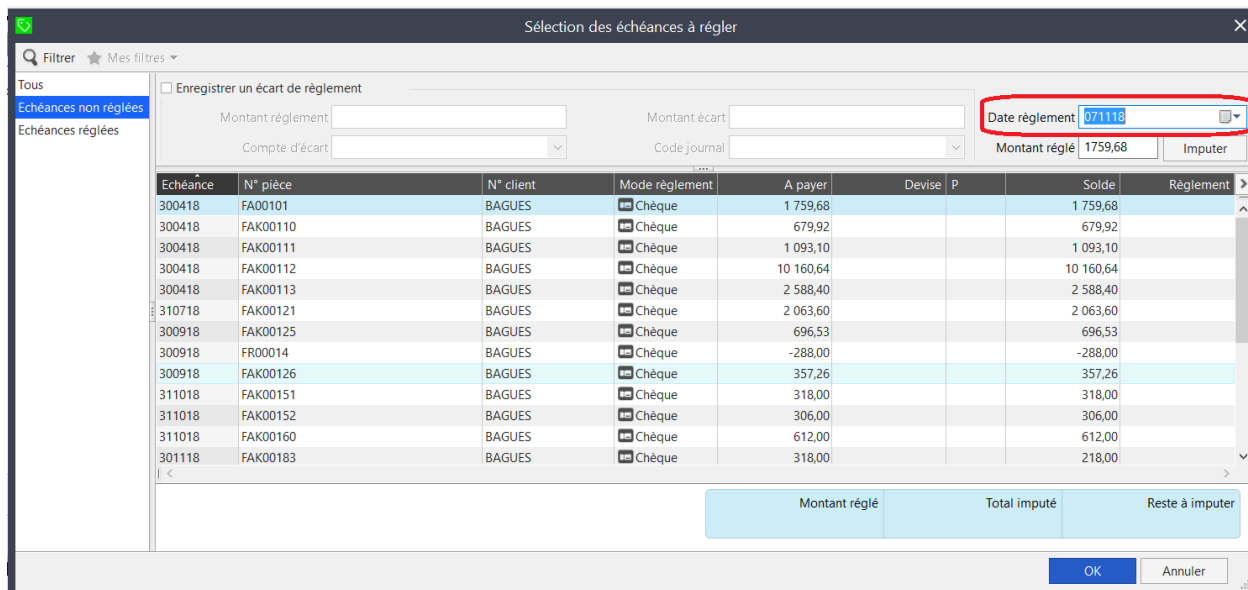 Sélection des échéances à régler
Filtrer Mes filtres
Tous
Echéances non réglées
Echéances réglées
Enregistrer un écart de règlement
Montant réglement Montant écart Date règlement 071118
Compte d'écart Code journal Montant réglé 1759,68 Imputer
Echéance N° pièce N° client Mode règlement A payer Devise P Solde Règlement
300418 FA00101 BAGUES Chèque 1 759,68 1 759,68
300418 FAK00110 BAGUES Chèque 679,92 679,92
300418 FAK00111 BAGUES Chèque 1 093,10 1 093,10
300418 FAK00112 BAGUES Chèque 10 160,64 10 160,64
300418 FAK00113 BAGUES Chèque 2 588,40 2 588,40
310718 FAK00121 BAGUES Chèque 2 063,60 2 063,60
300918 FAK00125 BAGUES Chèque 696,53 696,53
300918 FR00014 BAGUES Chèque -288,00 -288,00
300918 FAK00126 BAGUES Chèque 357,26 357,26
311018 FAK00151 BAGUES Chèque 318,00 318,00
311018 FAK00152 BAGUES Chèque 306,00 306,00
311018 FAK00160 BAGUES Chèque 612,00 612,00
301118 FAK00183 BAGUES Chèque 318,00 218,00
Montant réglé Total imputé Reste à imputer
OK Annuler